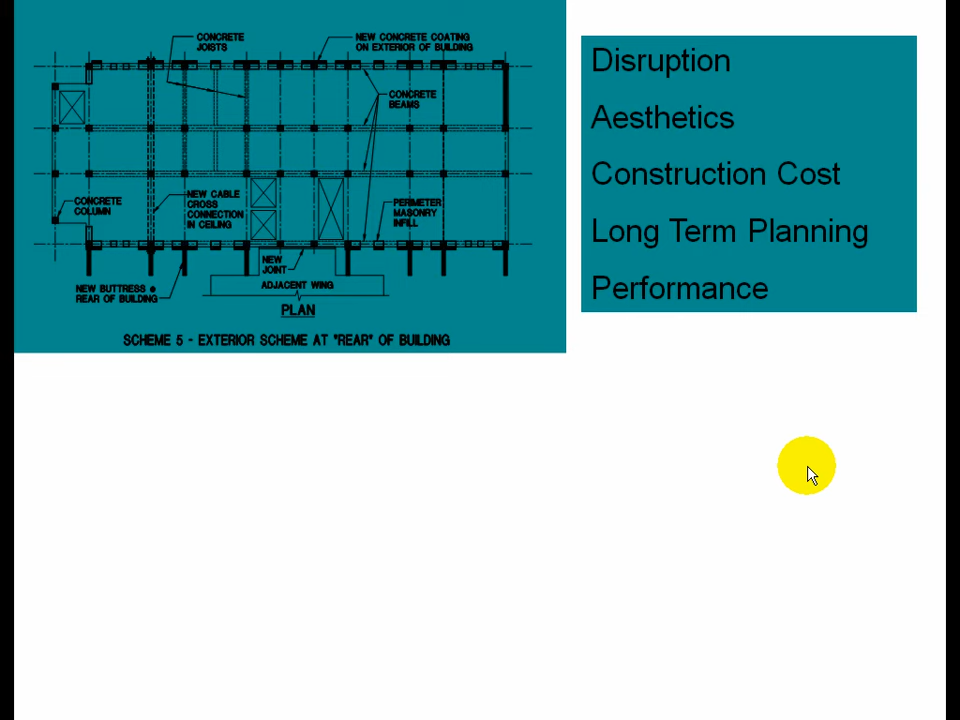 CONCRETE
JOISTS
NEW CONCRETE COATING
ON EXTERIOR OF BUILDING
CONCRETE
BEAMS
CONCRETE
COLUMN
NEW CABLE
CROSS
CONNECTION
IN CEILING
PERIMETER
MASONRY
INFILL
NEW
JOINT
NEW BUTTRESS @
REAR OF BUILDING
ADJACENT WING
PLAN
SCHEME 5 - EXTERIOR SCHEME AT "REAR" OF BUILDING
Disruption
Aesthetics
Construction Cost
Long Term Planning
Performance